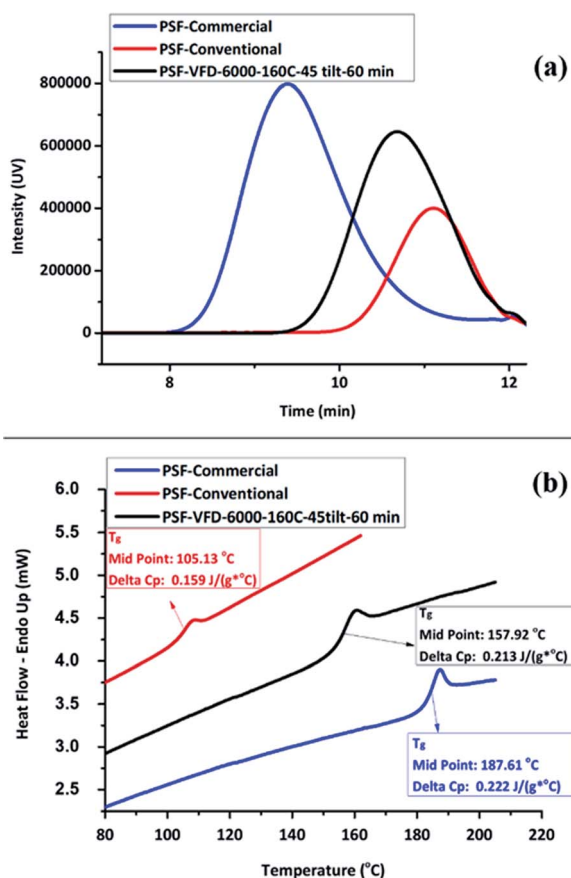 PSF-Commercial
PSF-Conventional
PSF-VFD-6000-160C-45 tilt-60 min
(a)
800000
600000
400000
200000
0
Intensity (UV)
8
10
12
Time (min)
PSF-Commercial
PSF-Conventional
PSF-VFD-6000-160C-45tilt-60 min
(b)
6.0
5.5
5.0
4.5
4.0
3.5
3.0
2.5
Heat Flow - Endo Up (mW)
Tg
Mid Point: 105.13 °C
Delta Cp: 0.159 J/(g*°C)
Tg
Mid Point: 157.92 °C
Delta Cp: 0.213 J/(g*°C)
Tg
Mid Point: 187.61 °C
Delta Cp: 0.222 J/(g*°C)
80
100
120
140
160
180
200
220
Temperature (°C)